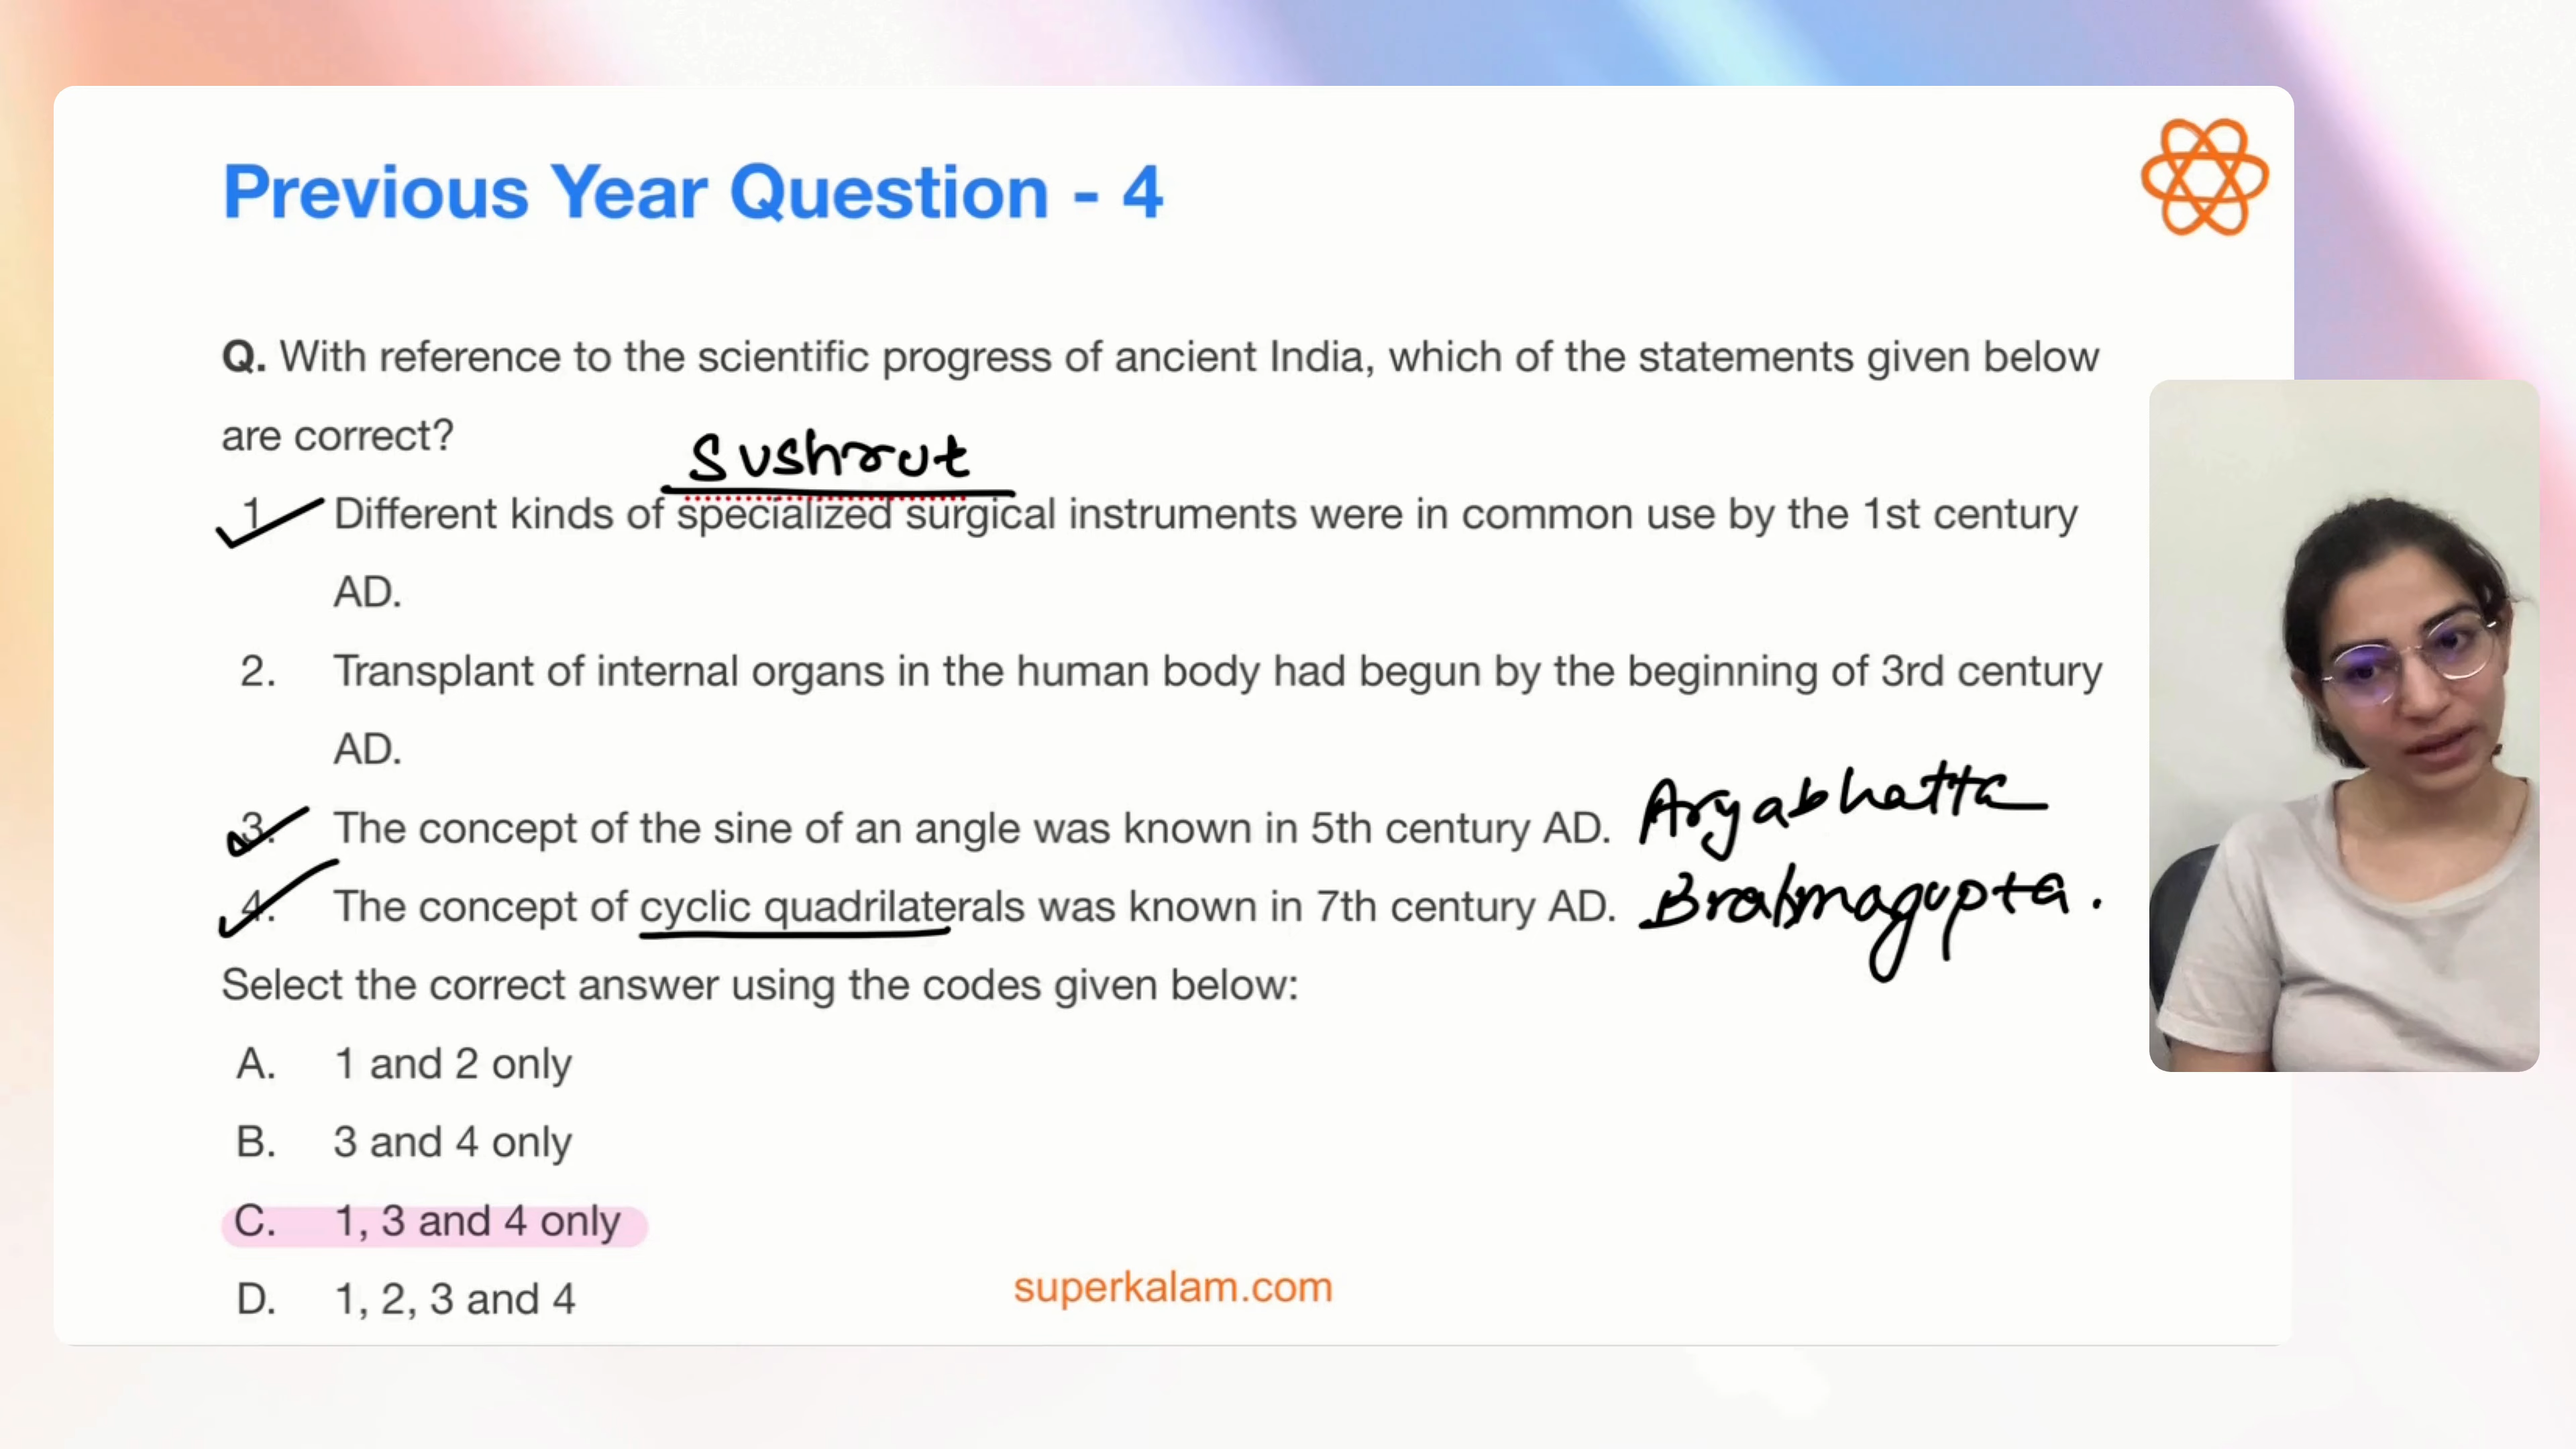 Previous Year Question - 4
Q. With reference to the scientific progress of ancient India, which of the statements given below
are correct?
Sushrut
1 Different kinds of specialized surgical instruments were in common use by the 1st century
AD.
2. Transplant of internal organs in the human body had begun by the beginning of 3rd century
AD.
3. The concept of the sine of an angle was known in 5th century AD. Aryabhatta
4. The concept of cyclic quadrilaterals was known in 7th century AD. Brahmagupta.
Select the correct answer using the codes given below:
A. 1 and 2 only
B. 3 and 4 only
C. 1, 3 and 4 only
D. 1, 2, 3 and 4
superkalam.com